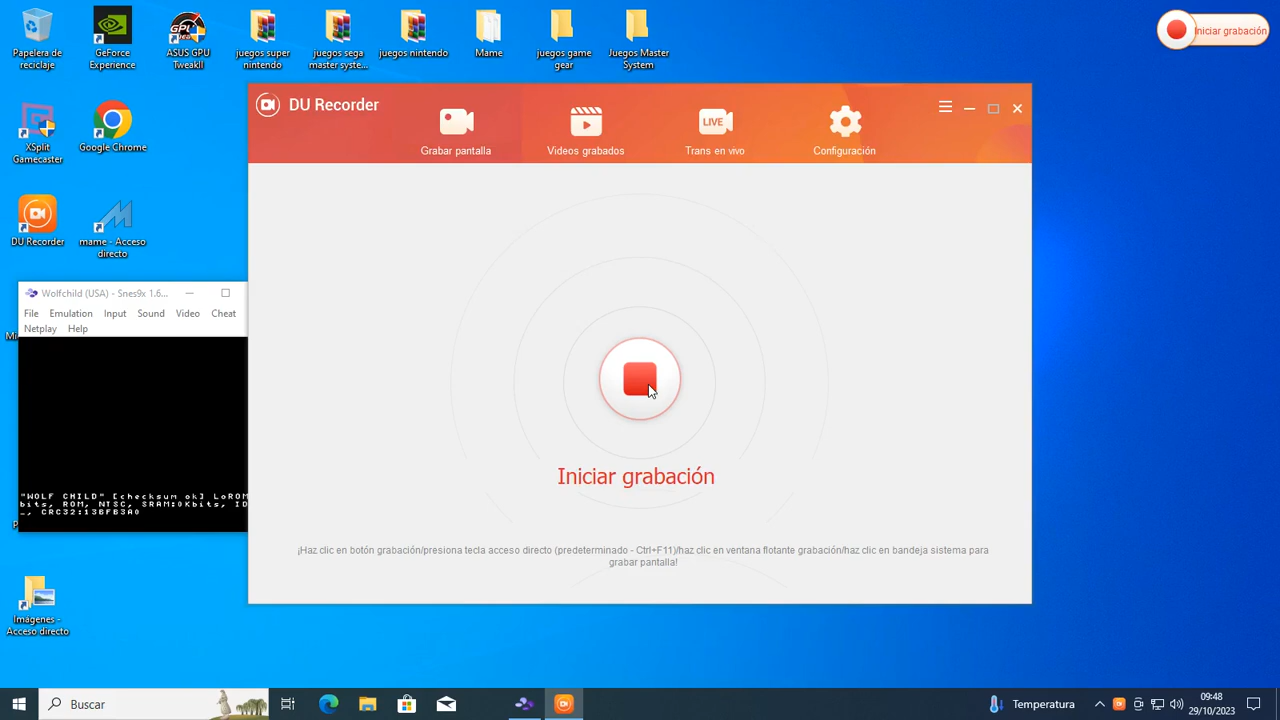 Papelera de
reciclaje
GeForce
Experience
ASUS GPU
TweakII
juegos super
nintendo
juegos sega
master syste...
juegos nintendo
Mame
juegos game
gear
Juegos Master
System
Iniciar grabación
XSplit
Gamecaster
Google Chrome
DU Recorder
mame - Acceso
directo
DU Recorder
Grabar pantalla
Videos grabados
LIVE
Trans en vivo
Configuración
Iniciar grabación
¡Haz clic en botón grabación/presiona tecla acceso directo (predeterminado - Ctrl+F11)/haz clic en ventana flotante grabación/haz clic en bandeja sistema para
grabar pantalla!
Wolfchild (USA) - Snes9x 1.6...
File Emulation Input Sound Video Cheat
Netplay Help
"WOLF CHILD" [checksum ok] LoROM
bits, ROM, NTSC, SRAM:0Kbits, ID
_, CRC32:13BFB3A0
Imágenes -
Acceso directo
Buscar
Temperatura
09:48
29/10/2023